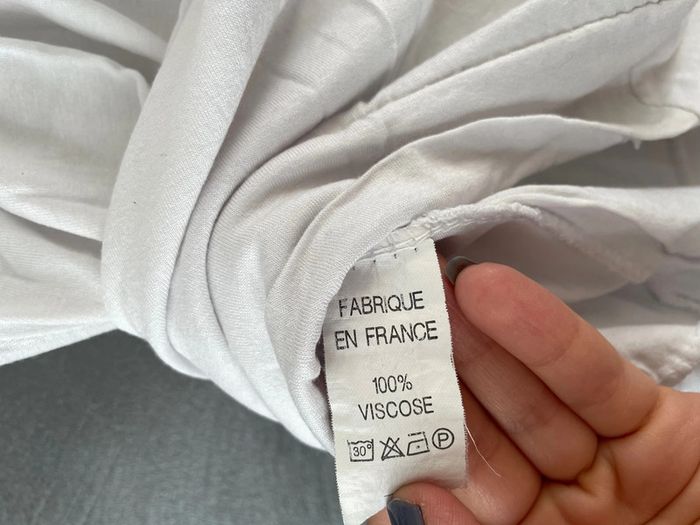 FABRIQUE
EN FRANCE
100%
VISCOSE
30° P